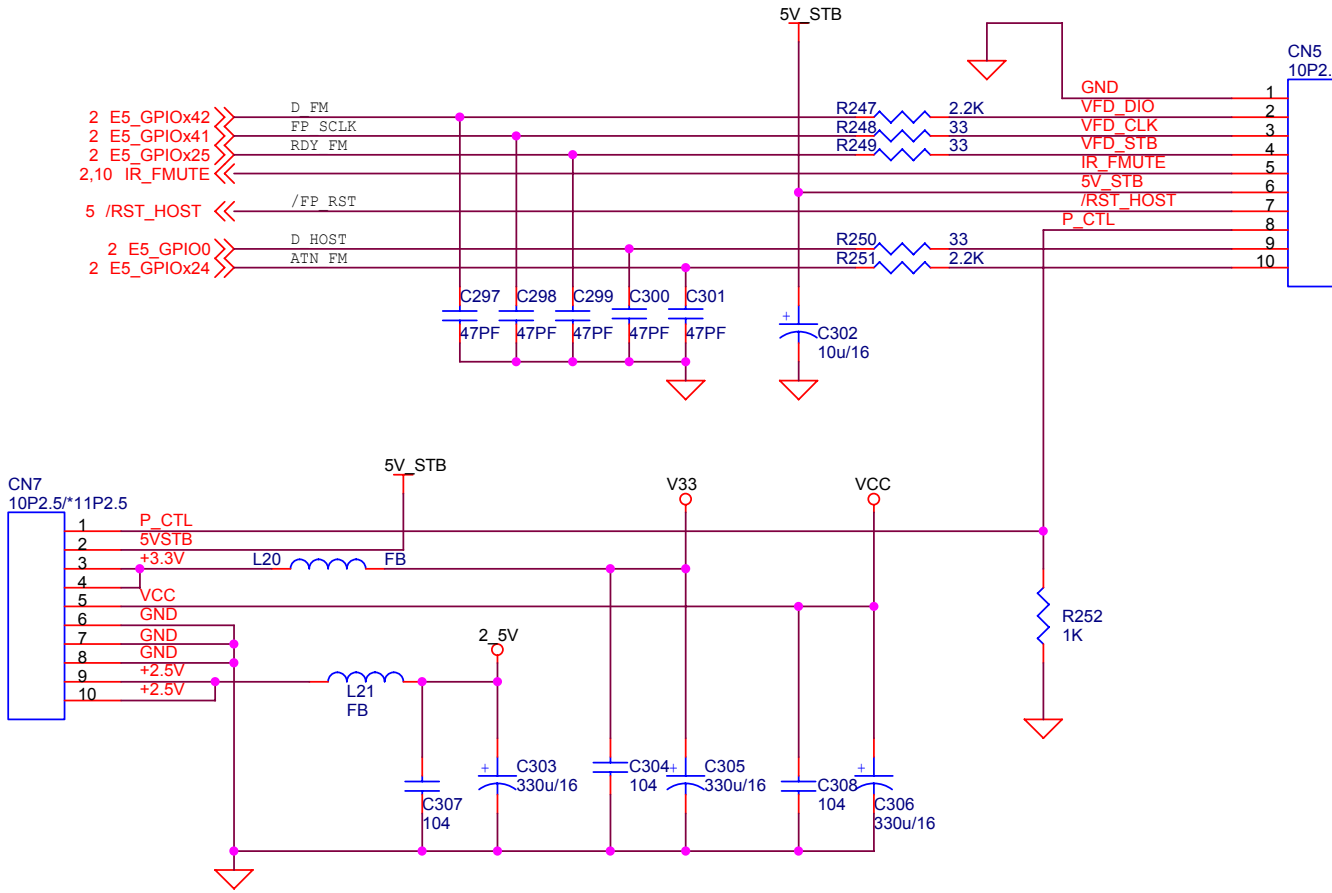 5V_STB
CN5
10P2.
GND 1
2 E5_GPIOx42 D_FM R247 2.2K VFD_DIO 2
2 E5_GPIOx41 FP_SCLK R248 33 VFD_CLK 3
2 E5_GPIOx25 RDY_FM R249 33 VFD_STB 4
2,10 IR_FMUTE IR_FMUTE 5
5V_STB 6
5 /RST_HOST /FP_RST /RST_HOST 7
P_CTL 8
2 E5_GPIO0 D_HOST R250 33 9
2 E5_GPIOx24 ATN_FM R251 2.2K 10
C297 C298 C299 C300 C301
47PF 47PF 47PF 47PF 47PF
+
C302
10u/16
5V_STB
V33
VCC
CN7
10P2.5/*11P2.5
1 P_CTL
2 5VSTB
3 +3.3V L20 FB
4
5 VCC
6 GND
7 GND
8 GND
9 +2.5V
10 +2.5V
R252
1K
2_5V
L21
FB
+ C303
330u/16
C304
104
+ C305
330u/16
C307
104
C308
104
+
C306
330u/16